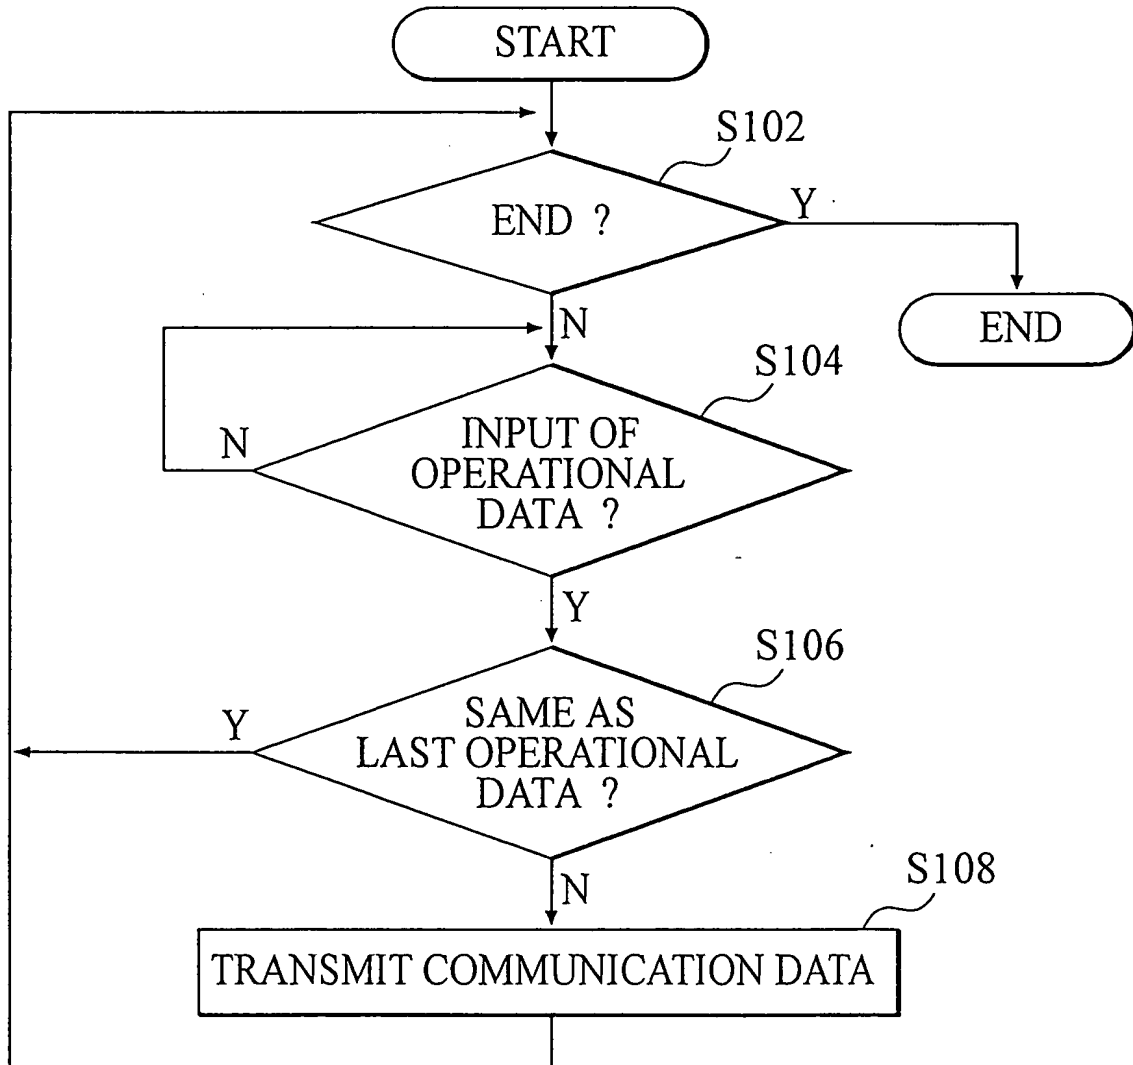 START
S102
END ?
Y
N
END
S104
INPUT OF
OPERATIONAL
DATA ?
N
Y
S106
SAME AS
LAST OPERATIONAL
DATA ?
Y
N
S108
TRANSMIT COMMUNICATION DATA